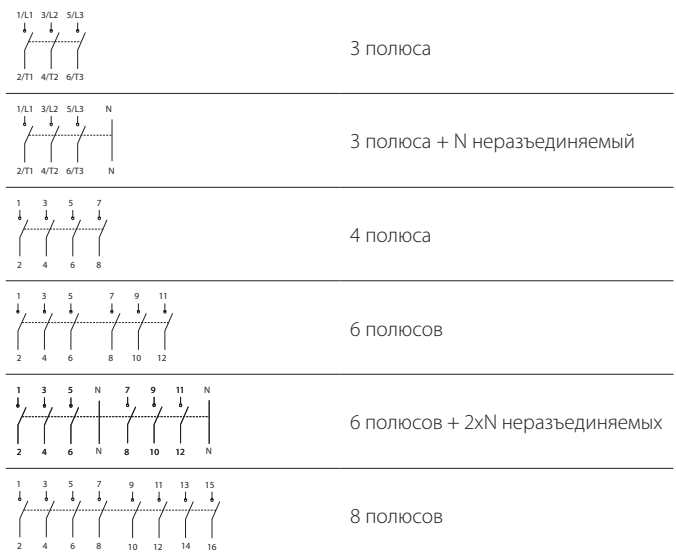 1/L1 3/L2 5/L3
3 полюса
2/T1 4/T2 6/T3
1/L1 3/L2 5/L3 N
3 полюса + N неразъединяемый
2/T1 4/T2 6/T3 N
1 3 5 7
4 полюса
2 4 6 8
1 3 5 7 9 11
6 полюсов
2 4 6 8 10 12
1 3 5 N 7 9 11 N
6 полюсов + 2xN неразъединяемых
2 4 6 N 8 10 12 N
1 3 5 7 9 11 13 15
8 полюсов
2 4 6 8 10 12 14 16